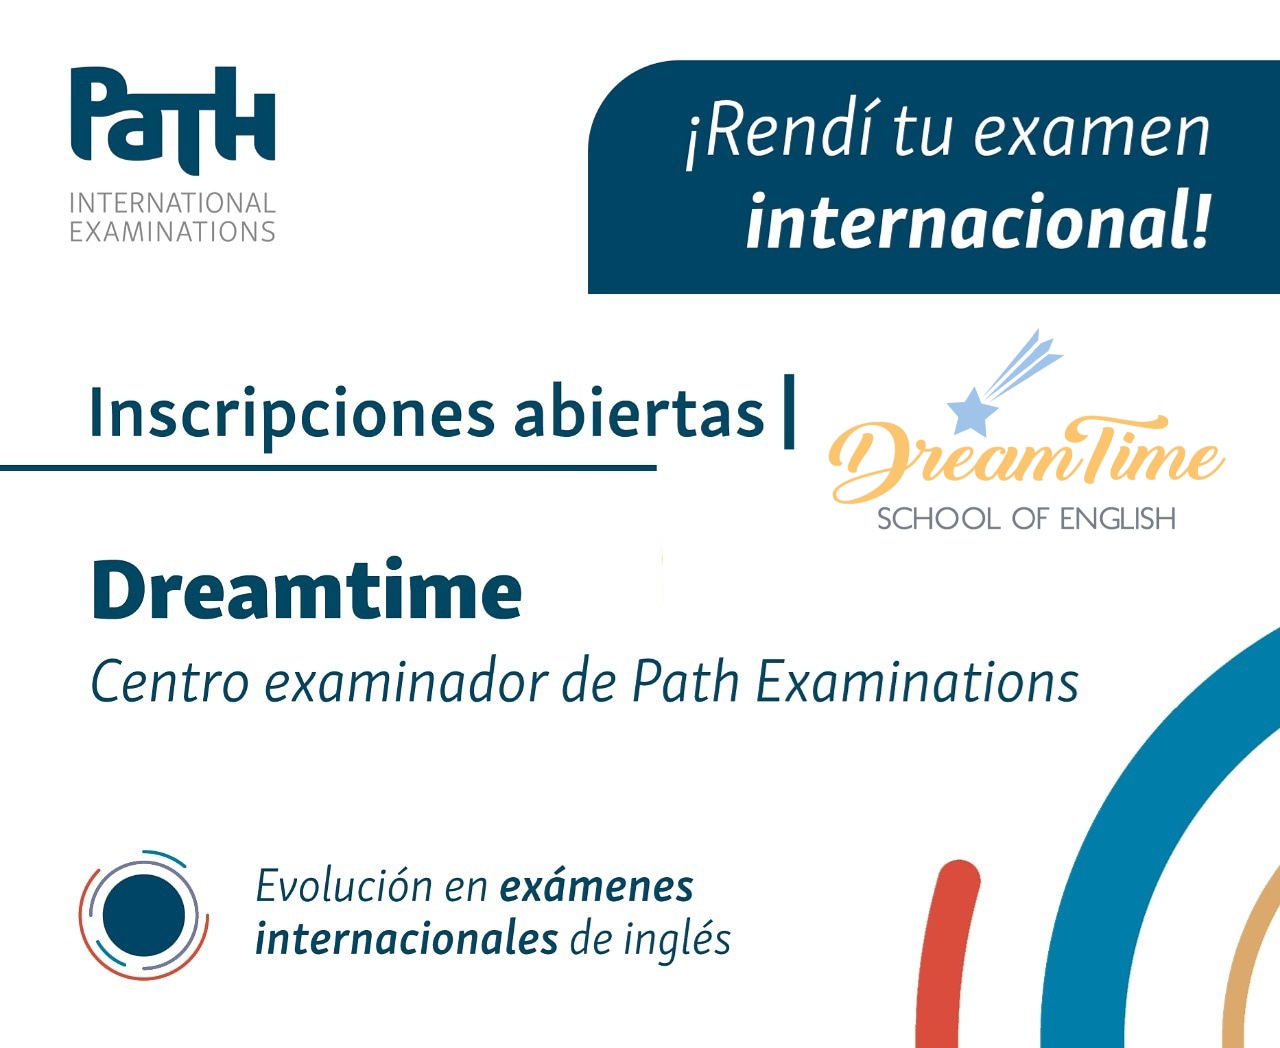 PaTH
INTERNATIONAL
EXAMINATIONS
¡Rendí tu examen
internacional!
Inscripciones abiertas
DreamTime
SCHOOL OF ENGLISH
Dreamtime
Centro examinador de Path Examinations
Evolución en exámenes
internacionales de inglés